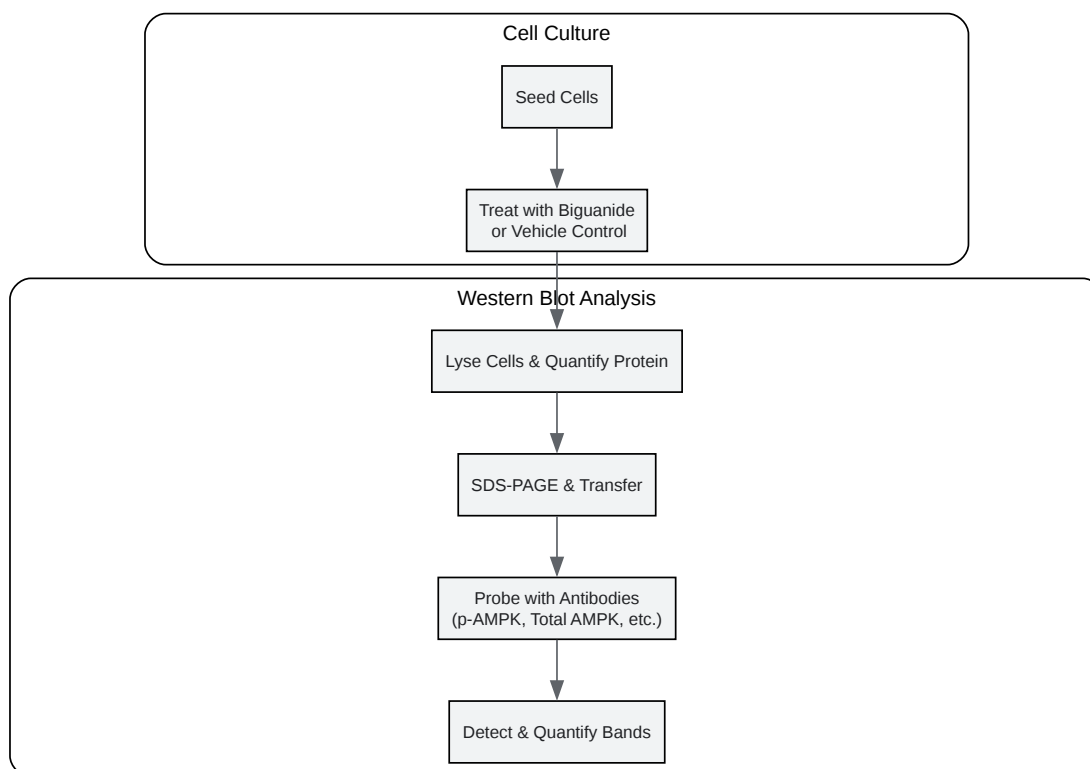 Cell Culture
Seed Cells
Treat with Biguanide
or Vehicle Control
Western Blot Analysis
Lyse Cells & Quantify Protein
SDS-PAGE & Transfer
Probe with Antibodies
(p-AMPK, Total AMPK, etc.)
Detect & Quantify Bands